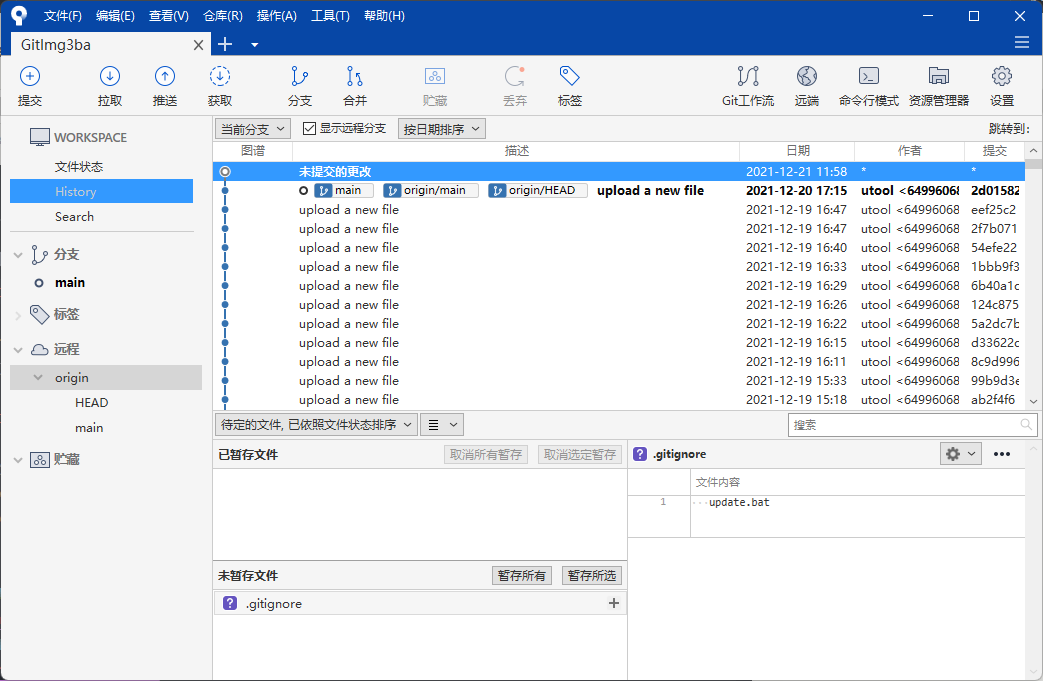 文件(F) 编辑(E) 查看(V) 仓库(R) 操作(A) 工具(T) 帮助(H)
GitImg3ba
提交 拉取 推送 获取 分支 合并 贮藏 丢弃 标签 Git工作流 远端 命令行模式 资源管理器 设置
WORKSPACE
文件状态
History
Search
分支
main
标签
远程
origin
HEAD
main
贮藏
当前分支 显示远程分支 按日期排序 跳转到:
图谱 描述 日期 作者 提交
未提交的更改 2021-12-21 11:58 * *
main origin/main origin/HEAD upload a new file 2021-12-20 17:15 utool <64996068 2d01582
upload a new file 2021-12-19 16:47 utool <64996068 eef25c2
upload a new file 2021-12-19 16:47 utool <64996068 2f7b071
upload a new file 2021-12-19 16:40 utool <64996068 54efe22
upload a new file 2021-12-19 16:33 utool <64996068 1bbb9f3
upload a new file 2021-12-19 16:29 utool <64996068 6b40a1c
upload a new file 2021-12-19 16:26 utool <64996068 124c875
upload a new file 2021-12-19 16:22 utool <64996068 5a2dc7b
upload a new file 2021-12-19 16:15 utool <64996068 d33622c
upload a new file 2021-12-19 16:11 utool <64996068 8c9d996
upload a new file 2021-12-19 15:33 utool <64996068 99b9d3e
upload a new file 2021-12-19 15:18 utool <64996068 ab2f4f6
待定的文件, 已依照文件状态排序 搜索
已暂存文件 取消所有暂存 取消选定暂存
未暂存文件 暂存所有 暂存所选
.gitignore
.gitignore
文件内容
1 update.bat